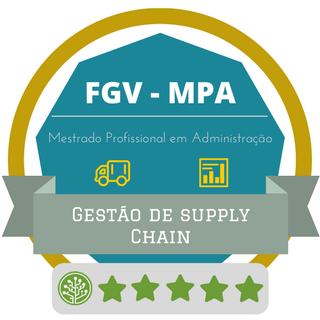 FGV - MPA
Mestrado Profissional em Administração
Gestão de supply
Chain